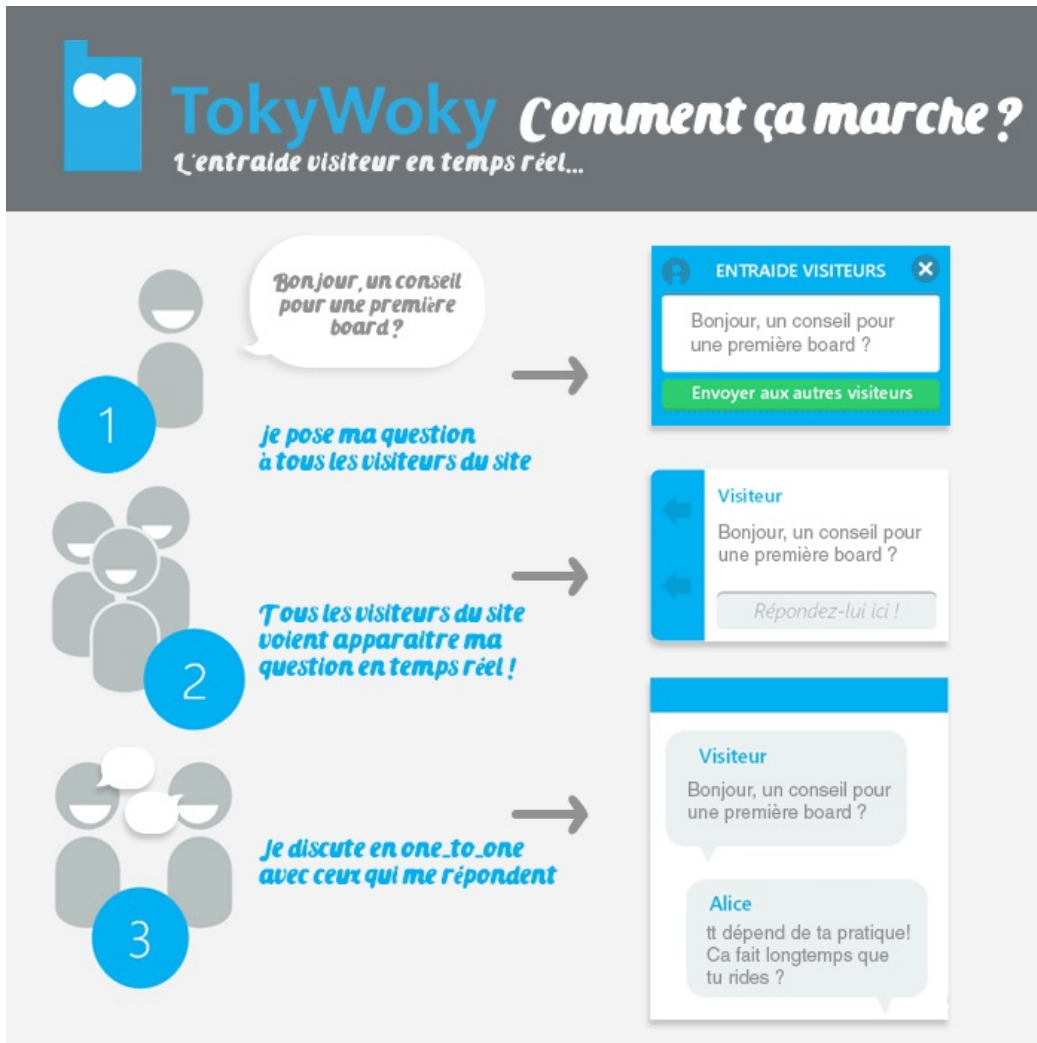 TokyWoky Comment ça marche ?
L'entraide visiteur en temps réel...
Bonjour, un conseil
pour une première
board ?
1
je pose ma question
à tous les visiteurs du site
ENTRAIDE VISITEURS
Bonjour, un conseil pour
une première board ?
Envoyer aux autres visiteurs
2
Tous les visiteurs du site
voient apparaitre ma
question en temps réel !
Visiteur
Bonjour, un conseil pour
une première board ?
Répondez-lui ici !
3
Je discute en one_to_one
avec ceux qui me répondent
Visiteur
Bonjour, un conseil pour
une première board ?
Alice
tt dépend de ta pratique!
Ca fait longtemps que
tu rides ?